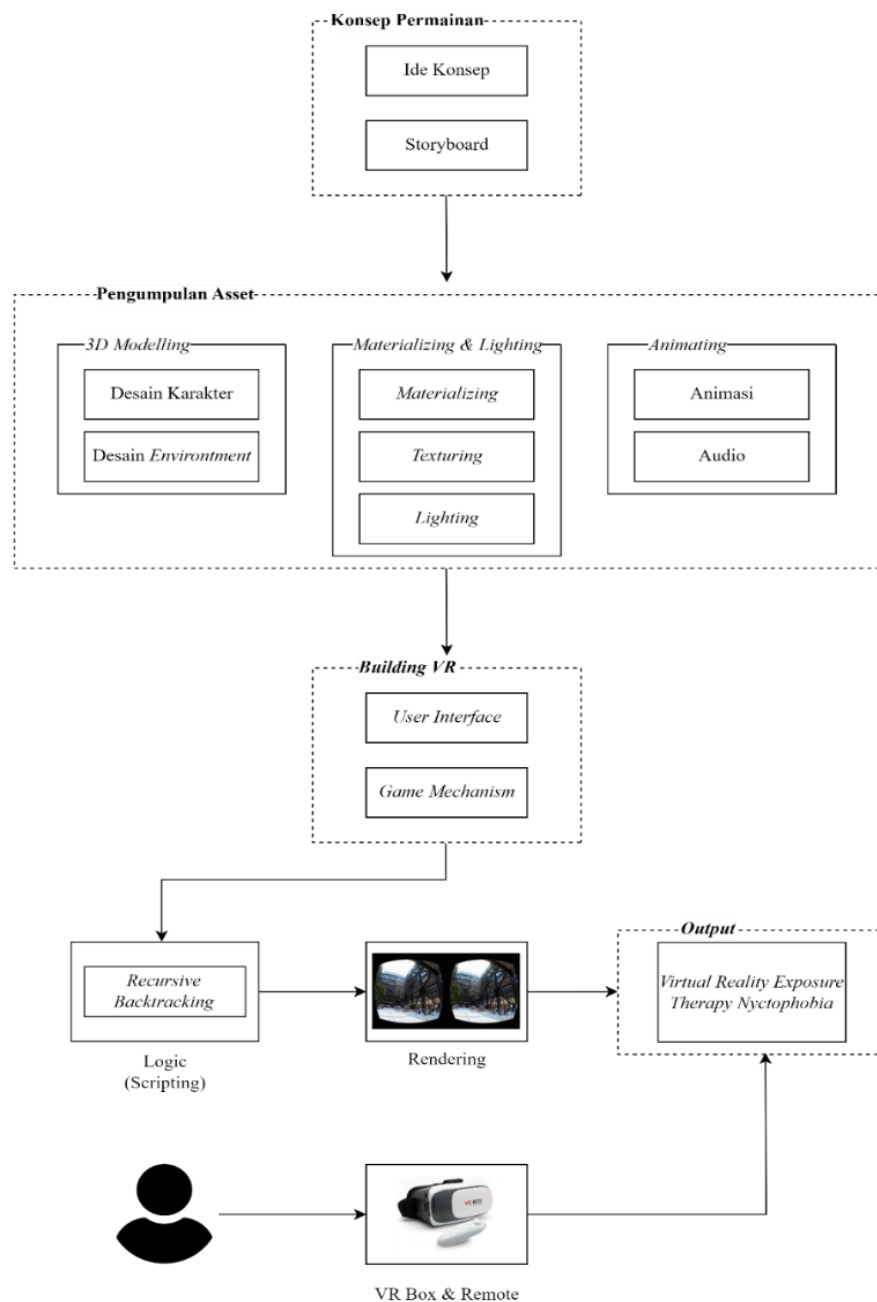 Konsep Permainan
Ide Konsep
Storyboard
Pengumpulan Asset
3D Modelling
Desain Karakter
Desain Environtment
Materializing & Lighting
Materializing
Texturing
Lighting
Animating
Animasi
Audio
Building VR
User Interface
Game Mechanism
Recursive
Backtracking
Logic
(Scripting)
Rendering
Output
Virtual Reality Exposure
Therapy Nyctophobia
VR BOX
VR Box & Remote